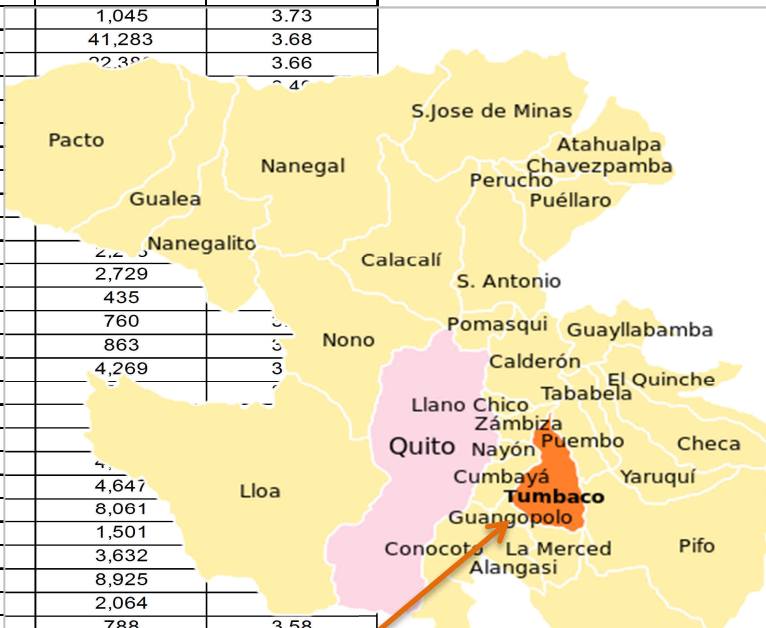 1,045 3.73
41,283 3.68
3.66
S.Jose de Minas
Pacto
Atahualpa
Nanegal
Chavezpamba
Perucho
Gualea
Puéllaro
Nanegalito
Calacalí
2,729
S. Antonio
435
760
Pomasqui
Guayllabamba
863
Nono
4,269
Calderón
El Quinche
Tababela
Llano Chico
Zámbiza
Puembo
Quito
Nayón
Checa
Cumbayá
Yaruquí
4,647
Lloa
Tumbaco
8,061
Guangopolo
1,501
3,632
Conocoto
La Merced
Pifo
Alangasi
8,925
2,064
788 3.58